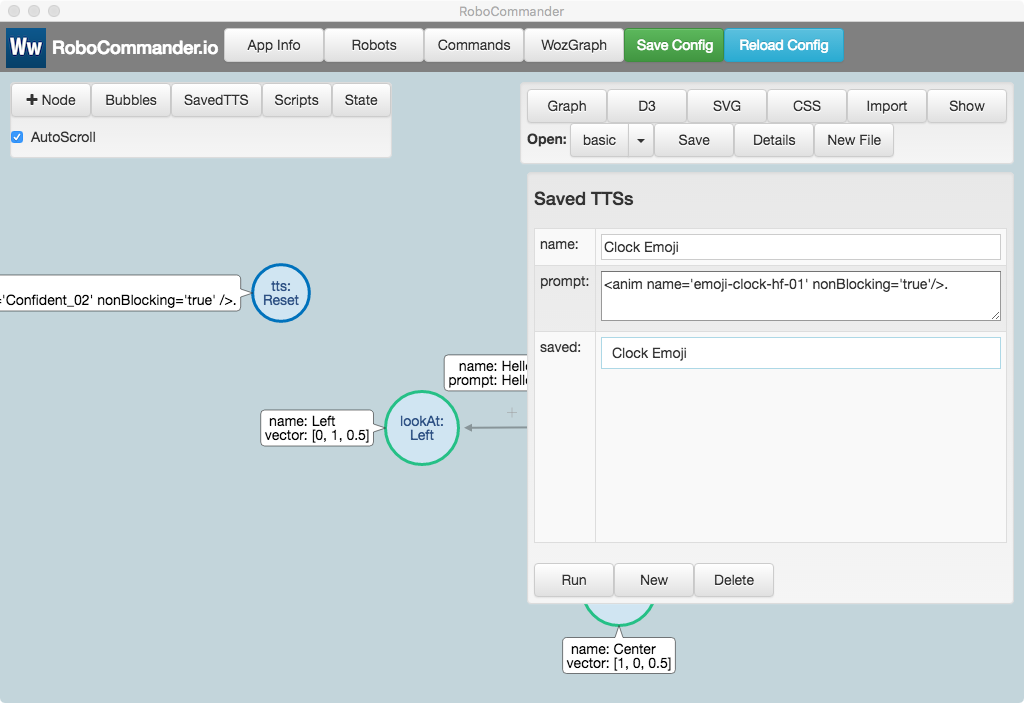 RoboCommander
Ww RoboCommander.io App Info Robots Commands WozGraph Save Config Reload Config
+ Node Bubbles SavedTTS Scripts State
AutoScroll
Graph D3 SVG CSS Import Show
Open: basic Save Details New File
Saved TTSs
name: Clock Emoji
prompt: <anim name='emoji-clock-hf-01' nonBlocking='true'/>.
saved: Clock Emoji
Run New Delete
='Confident_02' nonBlocking='true' />.
tts:
Reset
name: Hello
prompt: Hello
name: Left
vector: [0, 1, 0.5]
lookAt:
Left
+
name: Center
vector: [1, 0, 0.5]